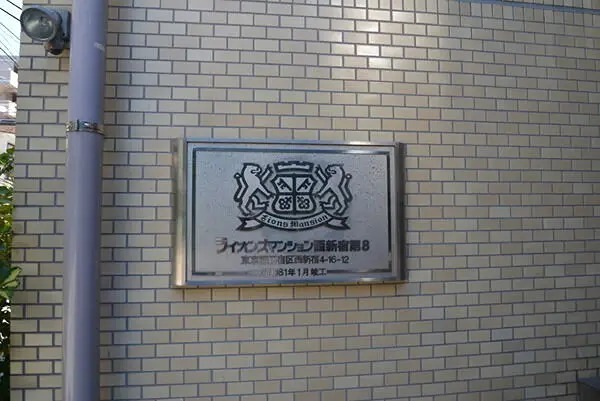 Lions Mansion
ライオンズマンション西新宿第8
東京都新宿区西新宿4-16-12
1981年1月竣工